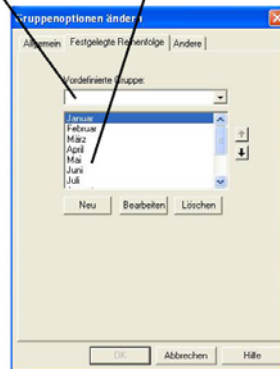 Gruppenoptionen ändern
Allgemein Festgelegte Reihenfolge Andere
Vordefinierte Gruppe:
Januar
Februar
März
April
Mai
Juni
Juli
Neu Bearbeiten Löschen
OK Abbrechen Hilfe